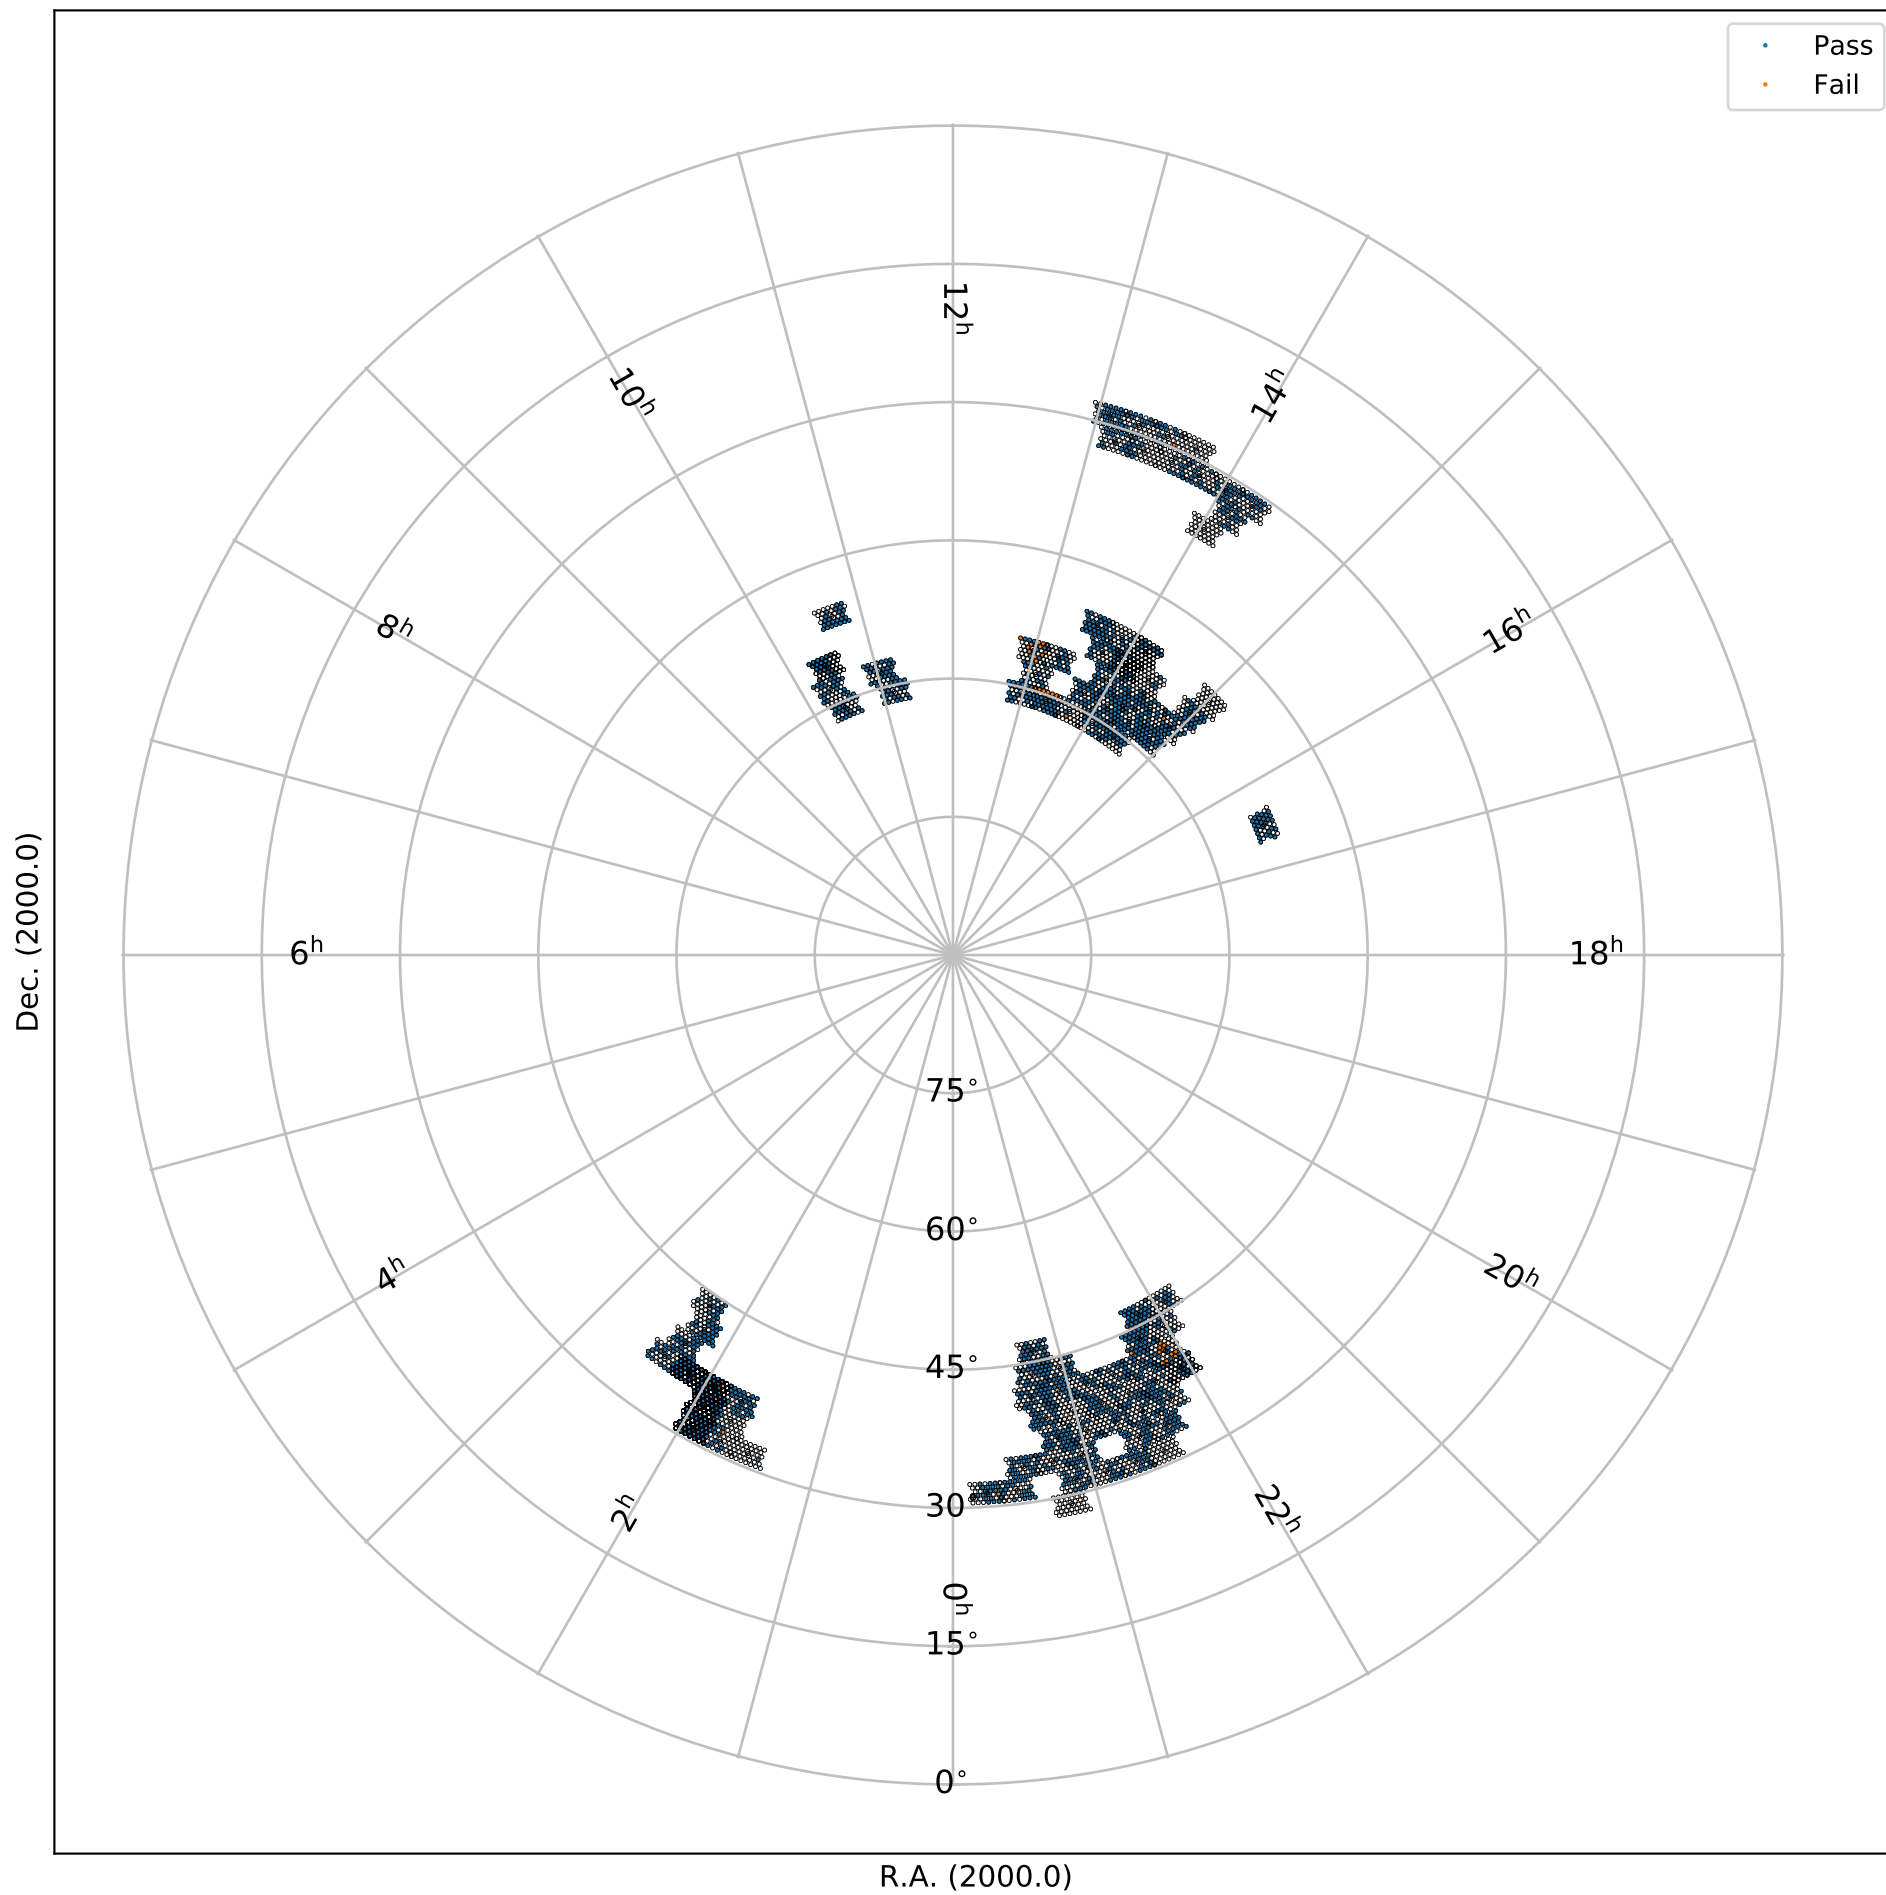 Pass
Fail
12ʰ
10ʰ
14ʰ
8ʰ
16ʰ
6ʰ
18ʰ
4ʰ
20ʰ
2ʰ
22ʰ
0ʰ
75°
60°
45°
30
15°
0°
Dec. (2000.0)
R.A. (2000.0)